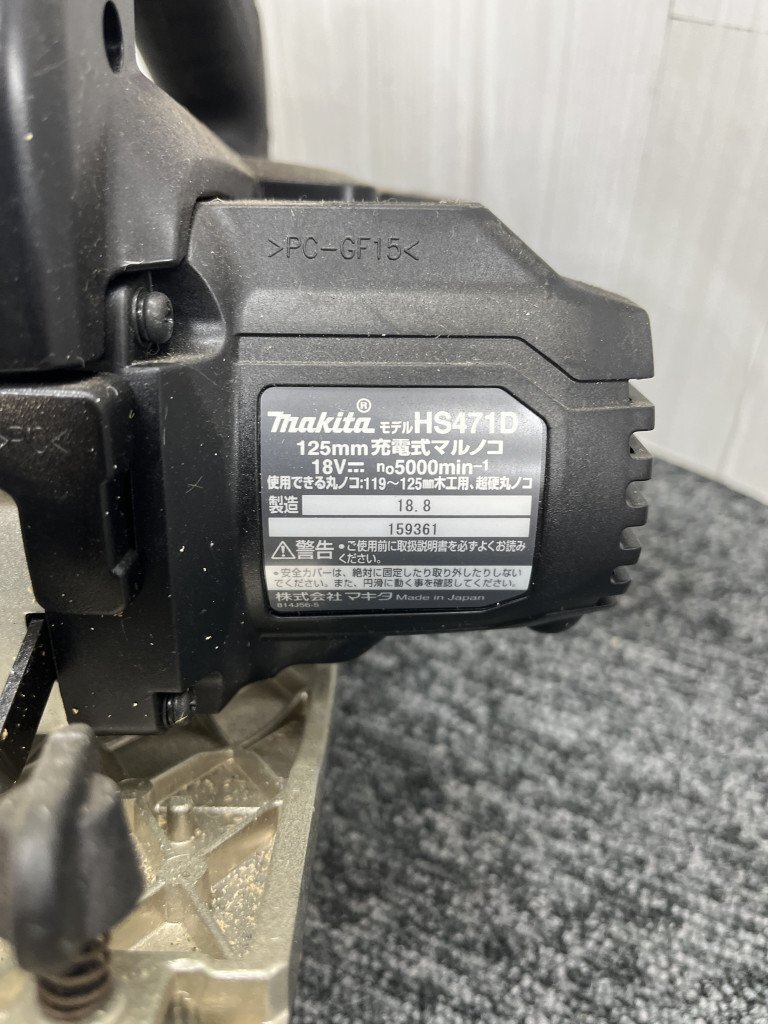 >PC-GF15<
>PC<
makita® モデル HS471D
125mm 充電式マルノコ
18V⎓ n₀5000min⁻¹
使用できる丸ノコ:119～125mm木工用、超硬丸ノコ
製造 18.8
159361
⚠警告 •ご使用前に取扱説明書を必ずよくお読み
ください。
•安全カバーは、絶対に固定したり取り外したりしない
でください。また、円滑に動く事を確認してください。
株式会社マキタ Made in Japan
814J56-5